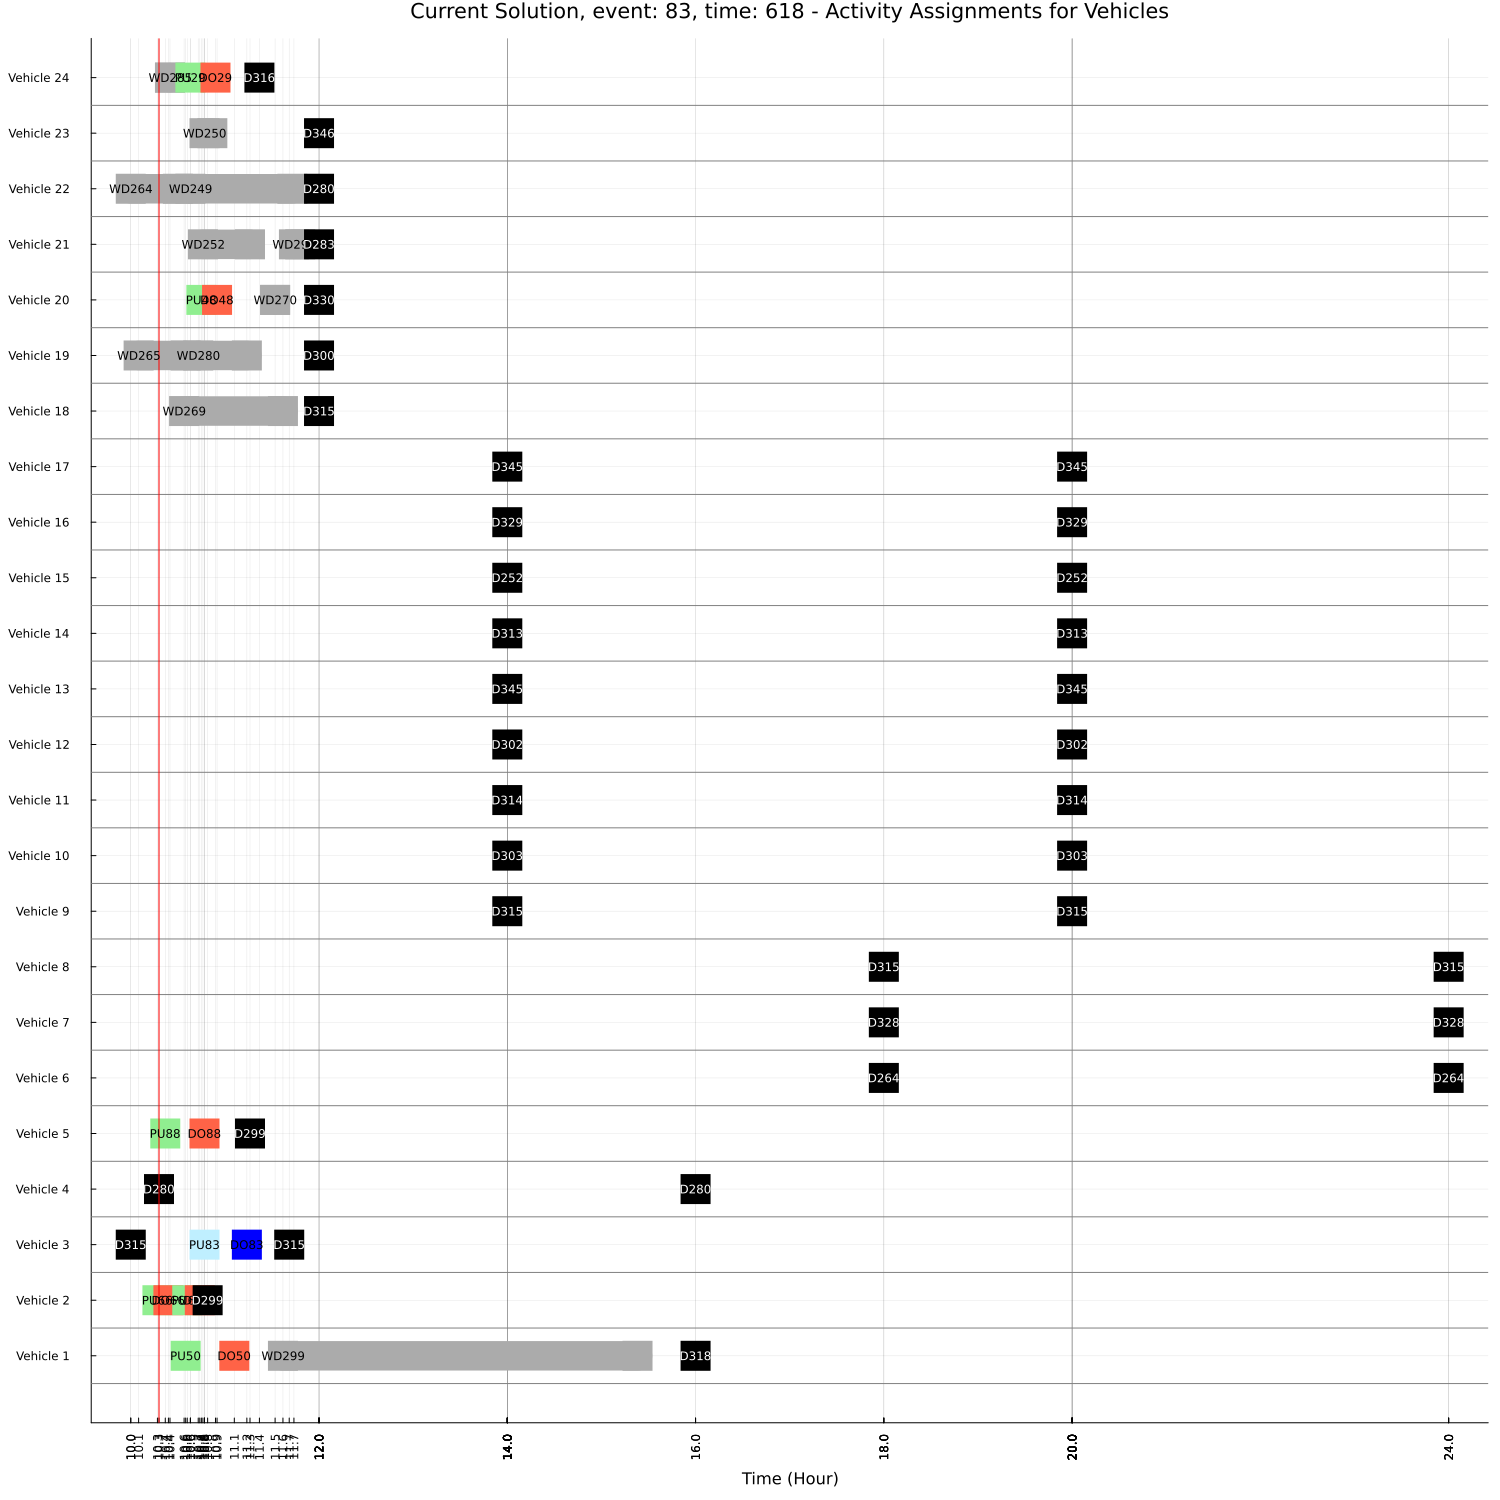 Current Solution, event: 83, time: 618 - Activity Assignments for Vehicles
Vehicle 24 DO29 D316
Vehicle 23 WD250 D346
Vehicle 22 WD264 WD249 D280
Vehicle 21 WD252 D283
Vehicle 20 WD270 D330
Vehicle 19 WD265 WD280 D300
Vehicle 18 WD269 D315
Vehicle 17 D345 D345
Vehicle 16 D329 D329
Vehicle 15 D252 D252
Vehicle 14 D313 D313
Vehicle 13 D345 D345
Vehicle 12 D302 D302
Vehicle 11 D314 D314
Vehicle 10 D303 D303
Vehicle 9 D315 D315
Vehicle 8 D315 D315
Vehicle 7 D328 D328
Vehicle 6 D264 D264
Vehicle 5 PU88 DO88 D299
Vehicle 4 D280 D280
Vehicle 3 D315 PU83 DO83 D315
Vehicle 2 D299
Vehicle 1 PU50 DO50 WD299 D318
10.0 10.1 10.9 11.1 11.4 11.5 11.7 12.0 14.0 16.0 18.0 20.0 24.0
Time (Hour)